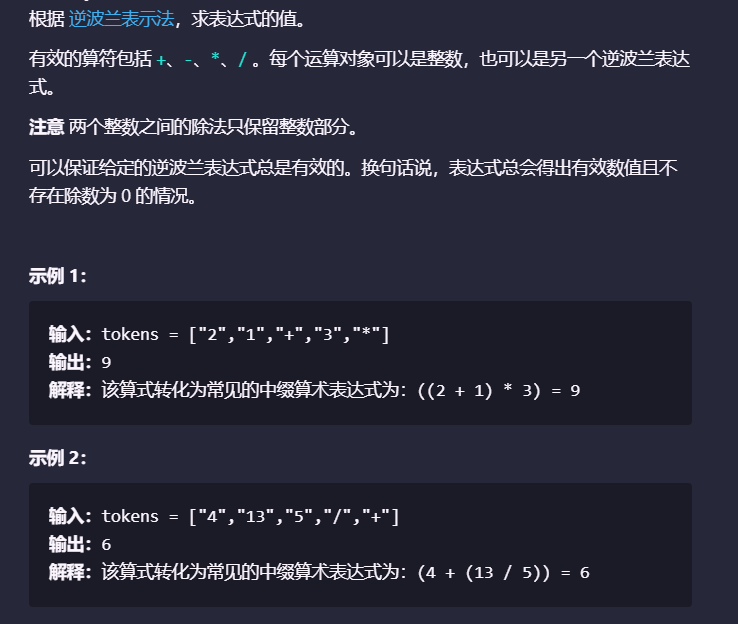 根据 逆波兰表示法，求表达式的值。
有效的算符包括 +、-、*、/ 。每个运算对象可以是整数，也可以是另一个逆波兰表达
式。
注意 两个整数之间的除法只保留整数部分。
可以保证给定的逆波兰表达式总是有效的。换句话说，表达式总会得出有效数值且不
存在除数为 0 的情况。
示例 1：
输入：tokens = ["2","1","+","3","*"]
输出：9
解释：该算式转化为常见的中缀算术表达式为：((2 + 1) * 3) = 9
示例 2：
输入：tokens = ["4","13","5","/","+"]
输出：6
解释：该算式转化为常见的中缀算术表达式为：(4 + (13 / 5)) = 6